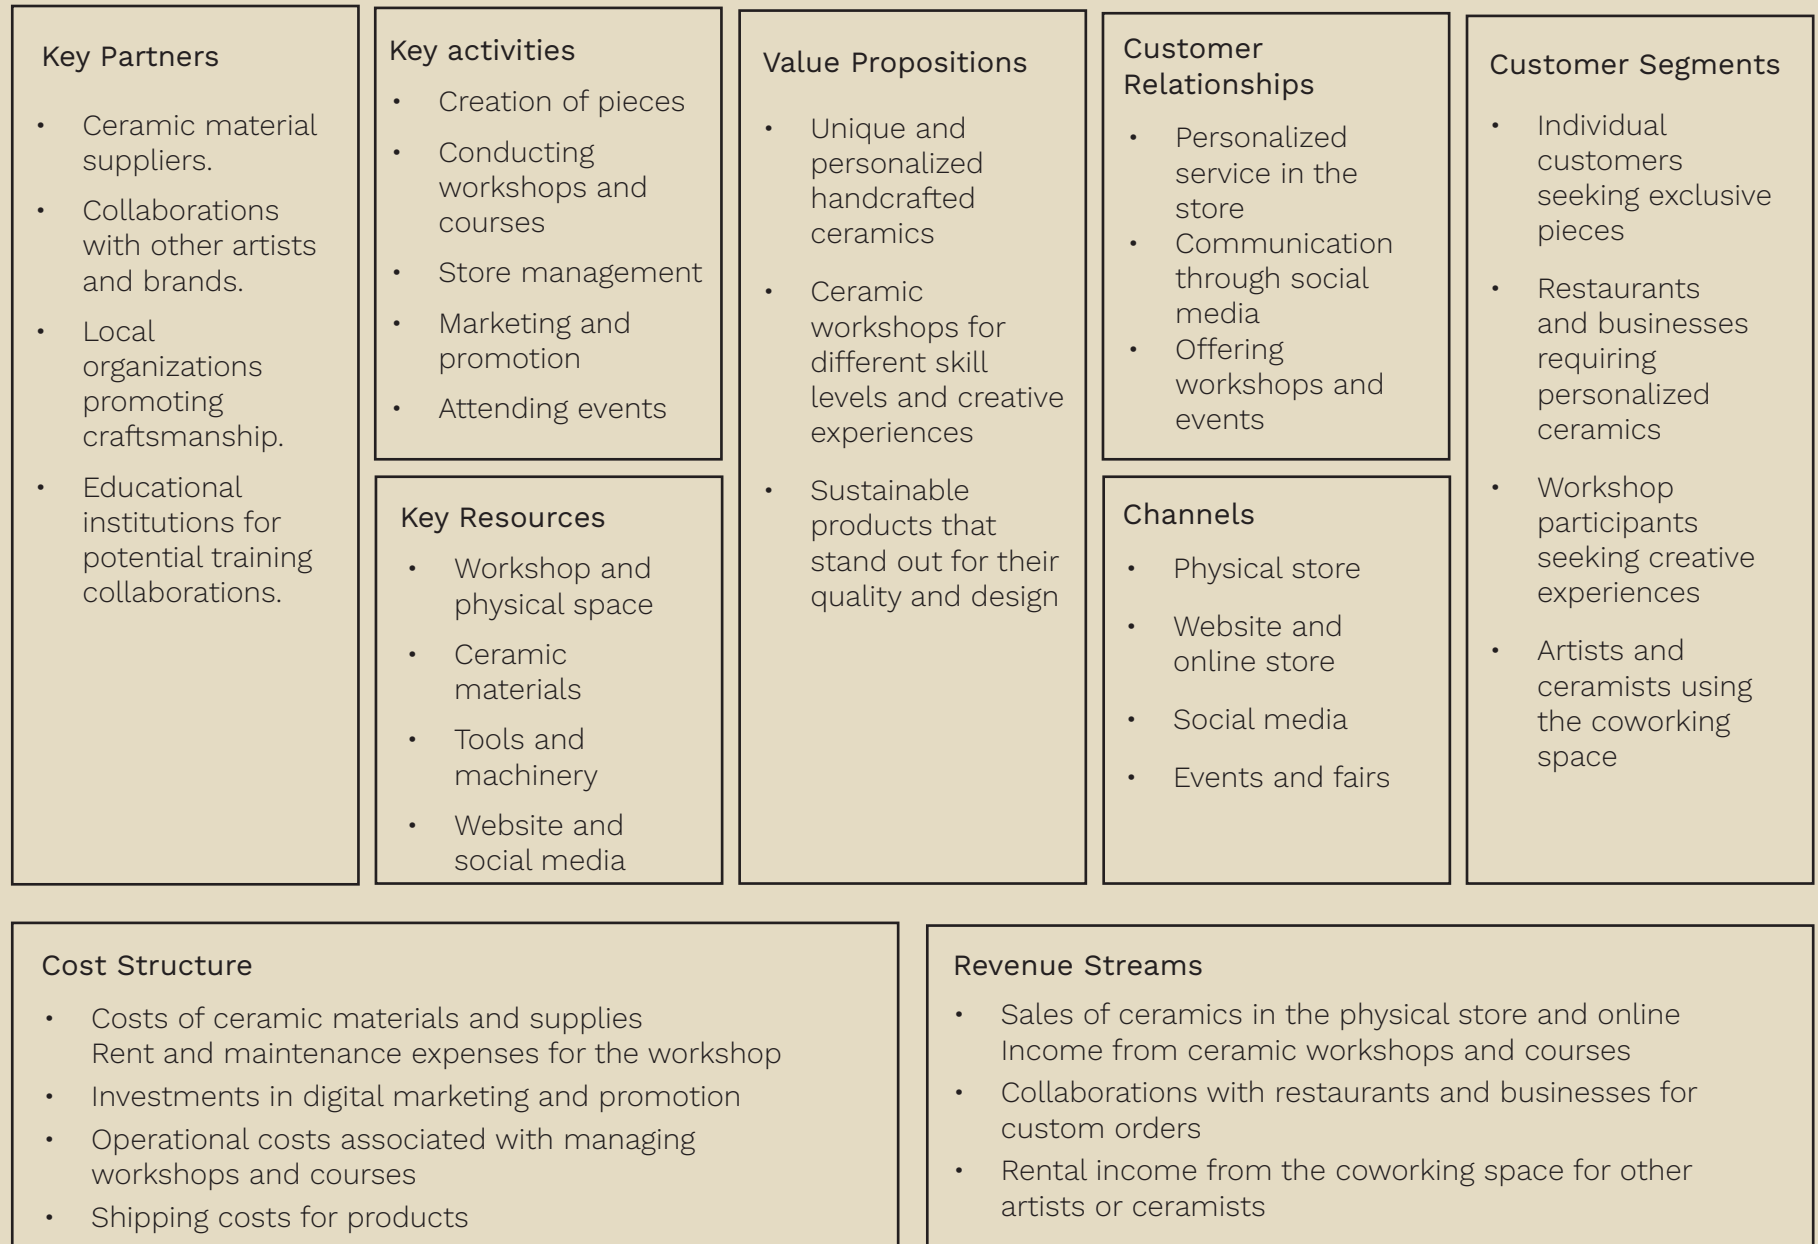 Key Partners
• Ceramic material
suppliers.
• Collaborations
with other artists
and brands.
• Local
organizations
promoting
craftsmanship.
• Educational
institutions for
potential training
collaborations.
Key activities
• Creation of pieces
• Conducting
workshops and
courses
• Store management
• Marketing and
promotion
• Attending events
Key Resources
• Workshop and
physical space
• Ceramic
materials
• Tools and
machinery
• Website and
social media
Value Propositions
• Unique and
personalized
handcrafted
ceramics
• Ceramic
workshops for
different skill
levels and creative
experiences
• Sustainable
products that
stand out for their
quality and design
Customer
Relationships
• Personalized
service in the
store
• Communication
through social
media
• Offering
workshops and
events
Channels
• Physical store
• Website and
online store
• Social media
• Events and fairs
Customer Segments
• Individual
customers
seeking exclusive
pieces
• Restaurants
and businesses
requiring
personalized
ceramics
• Workshop
participants
seeking creative
experiences
• Artists and
ceramists using
the coworking
space
Cost Structure
• Costs of ceramic materials and supplies
Rent and maintenance expenses for the workshop
• Investments in digital marketing and promotion
• Operational costs associated with managing
workshops and courses
• Shipping costs for products
Revenue Streams
• Sales of ceramics in the physical store and online
Income from ceramic workshops and courses
• Collaborations with restaurants and businesses for
custom orders
• Rental income from the coworking space for other
artists or ceramists